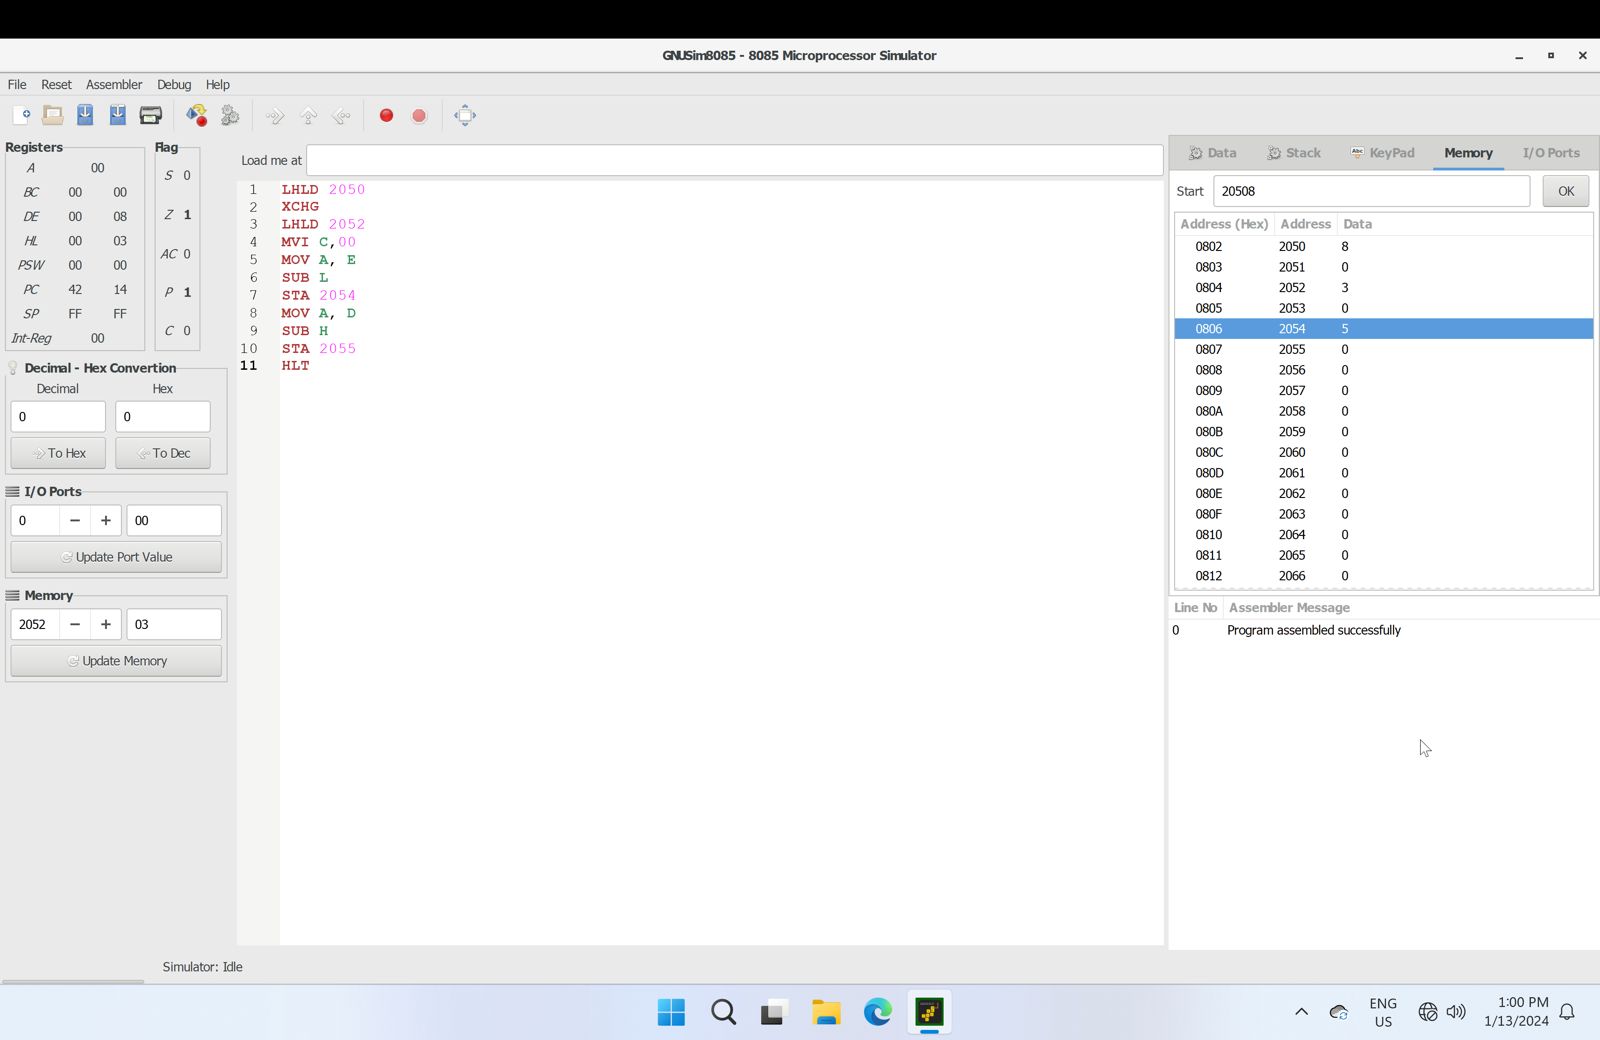 GNUSim8085 - 8085 Microprocessor Simulator
File Reset Assembler Debug Help
Registers
A 00
BC 00 00
DE 00 08
HL 00 03
PSW 00 00
PC 42 14
SP FF FF
Int-Reg 00
Flag
S 0
Z 1
AC 0
P 1
C 0
Decimal - Hex Convertion
Decimal Hex
0 0
To Hex To Dec
I/O Ports
0 − + 00
Update Port Value
Memory
2052 − + 03
Update Memory
Load me at
1 LHLD 2050
2 XCHG
3 LHLD 2052
4 MVI C,00
5 MOV A, E
6 SUB L
7 STA 2054
8 MOV A, D
9 SUB H
10 STA 2055
11 HLT
Data Stack Abc KeyPad Memory I/O Ports
Start 20508 OK
Address (Hex) Address Data
0802 2050 8
0803 2051 0
0804 2052 3
0805 2053 0
0806 2054 5
0807 2055 0
0808 2056 0
0809 2057 0
080A 2058 0
080B 2059 0
080C 2060 0
080D 2061 0
080E 2062 0
080F 2063 0
0810 2064 0
0811 2065 0
0812 2066 0
Line No Assembler Message
0 Program assembled successfully
Simulator: Idle
ENG
US
1:00 PM
1/13/2024